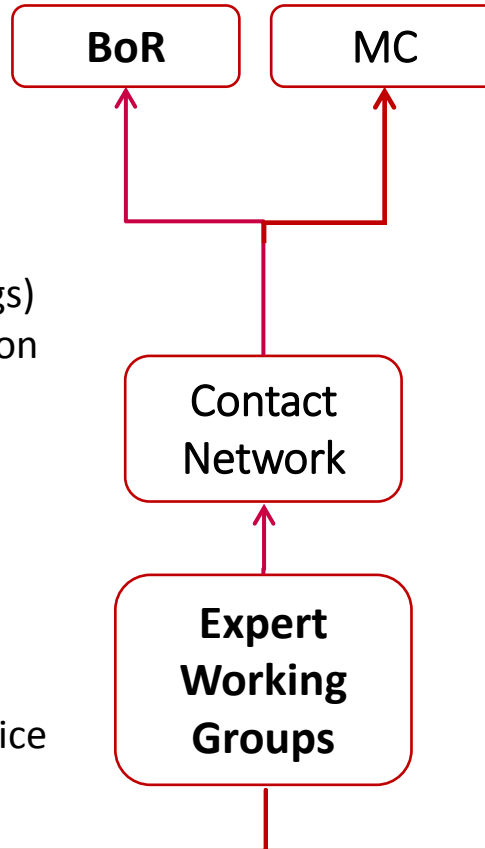 BoR
MC
gs)
on
Contact
Network
Expert
Working
Groups
ice